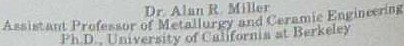 Dr. Alan R. Miller
Assistant Professor of Metallurgy and Ceramic Engineering
Ph.D., University of California at Berkeley